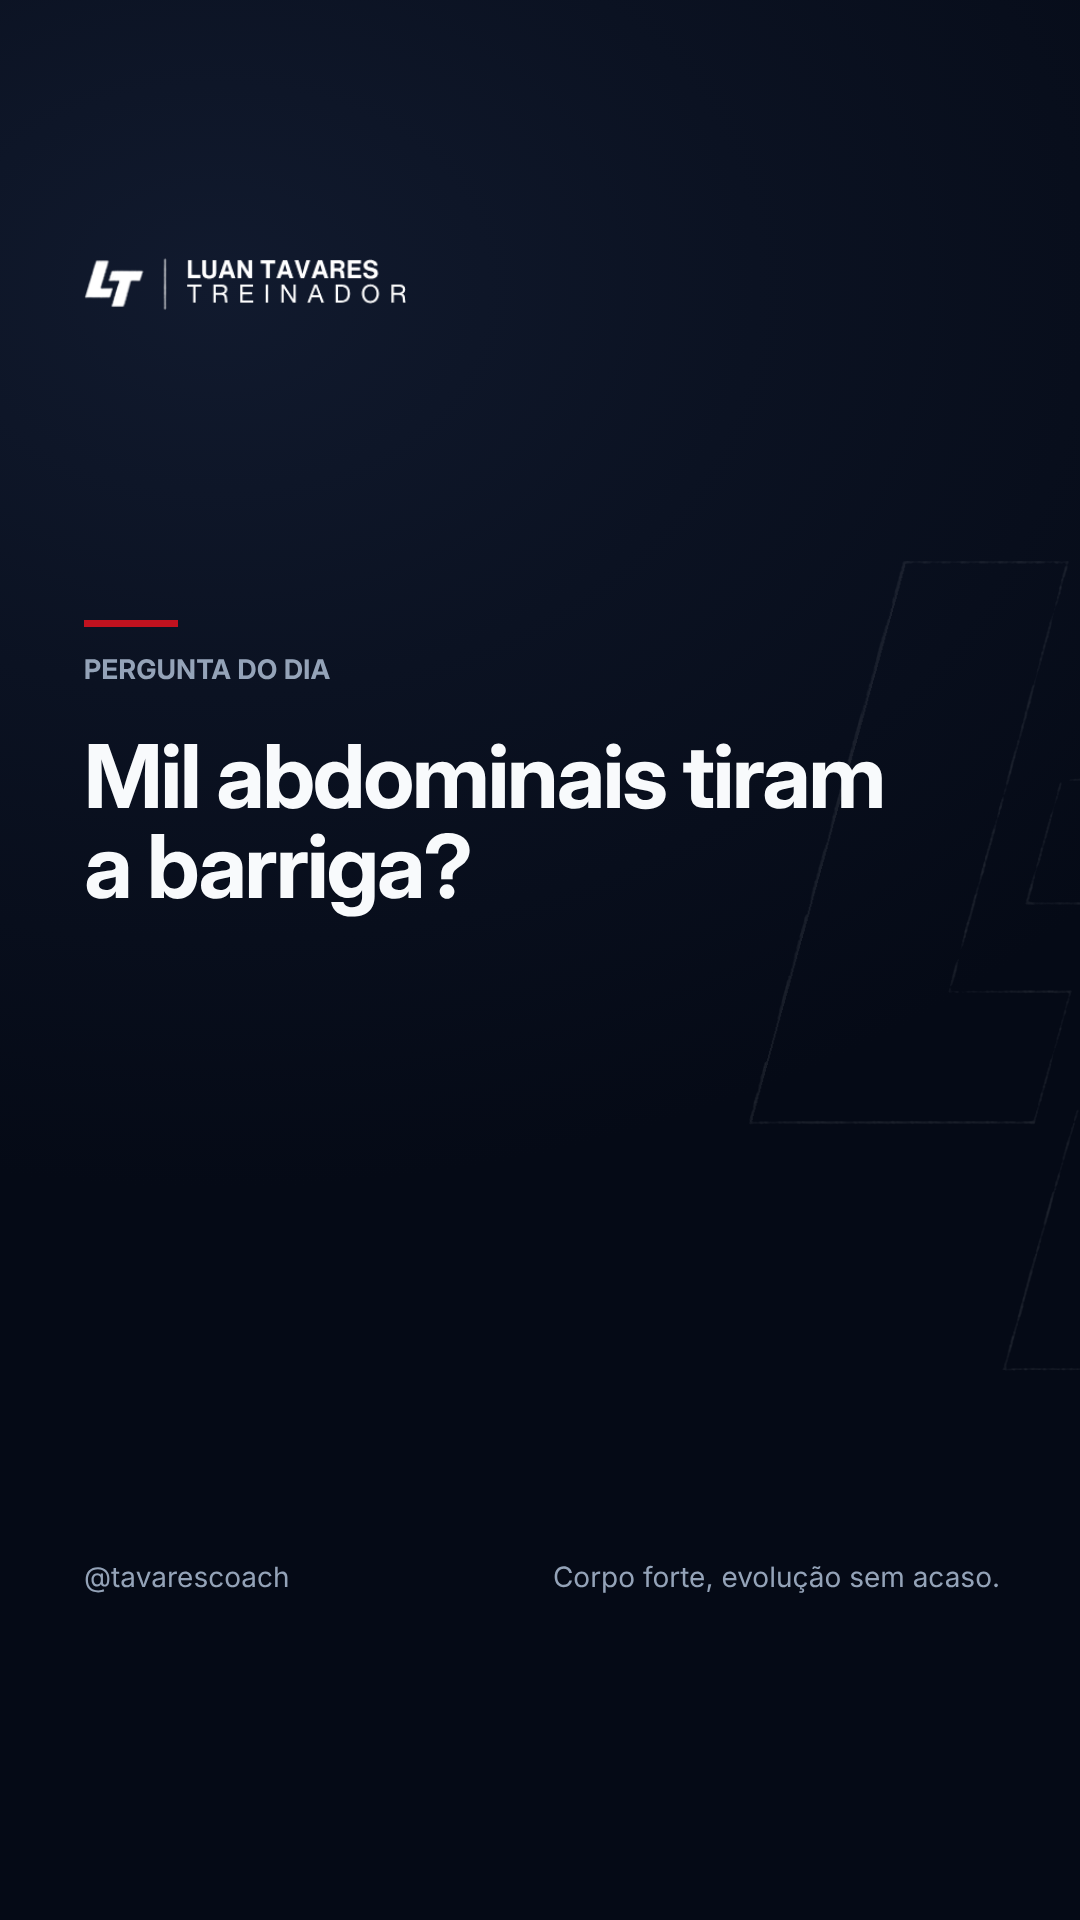 LT
LUAN TAVARES
TREINADOR
PERGUNTA DO DIA
Mil abdominais tiram
a barriga?
@tavarescoach
Corpo forte, evolução sem acaso.